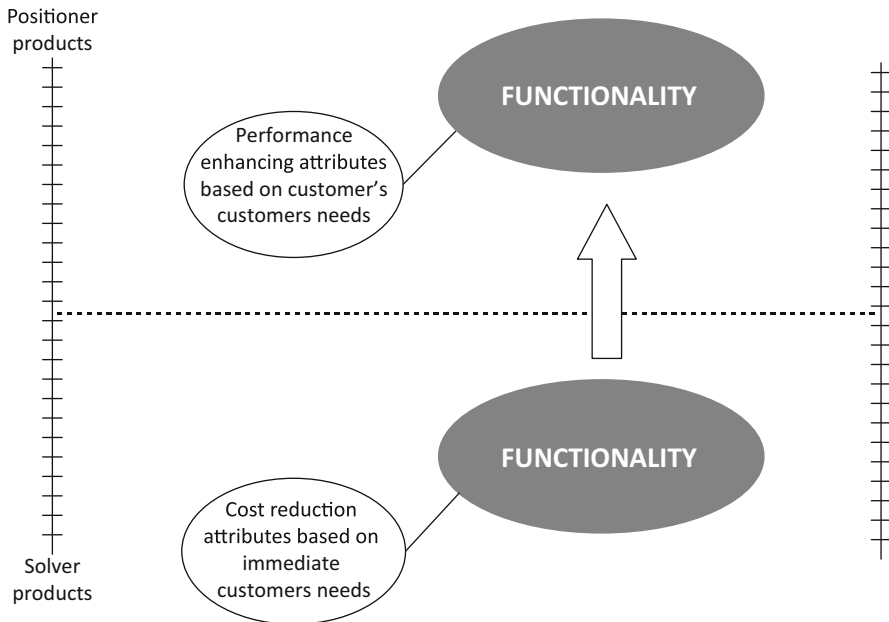 Positioner
products
FUNCTIONALITY
Performance
enhancing attributes
based on customer’s
customers needs
FUNCTIONALITY
Cost reduction
attributes based on
immediate
customers needs
Solver
products